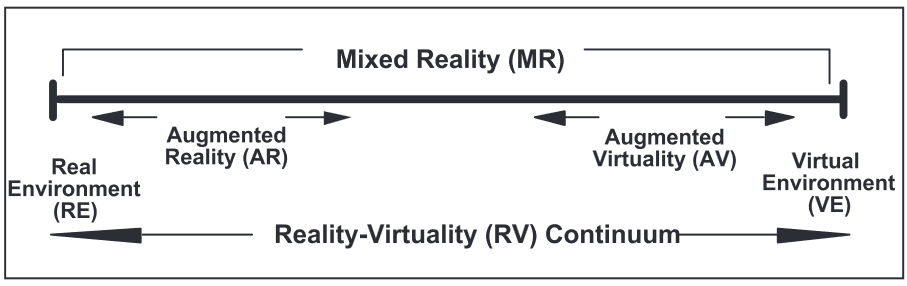 Mixed Reality (MR)
Augmented
Reality (AR)
Augmented
Virtuality (AV)
Real
Environment
(RE)
Virtual
Environment
(VE)
Reality-Virtuality (RV) Continuum